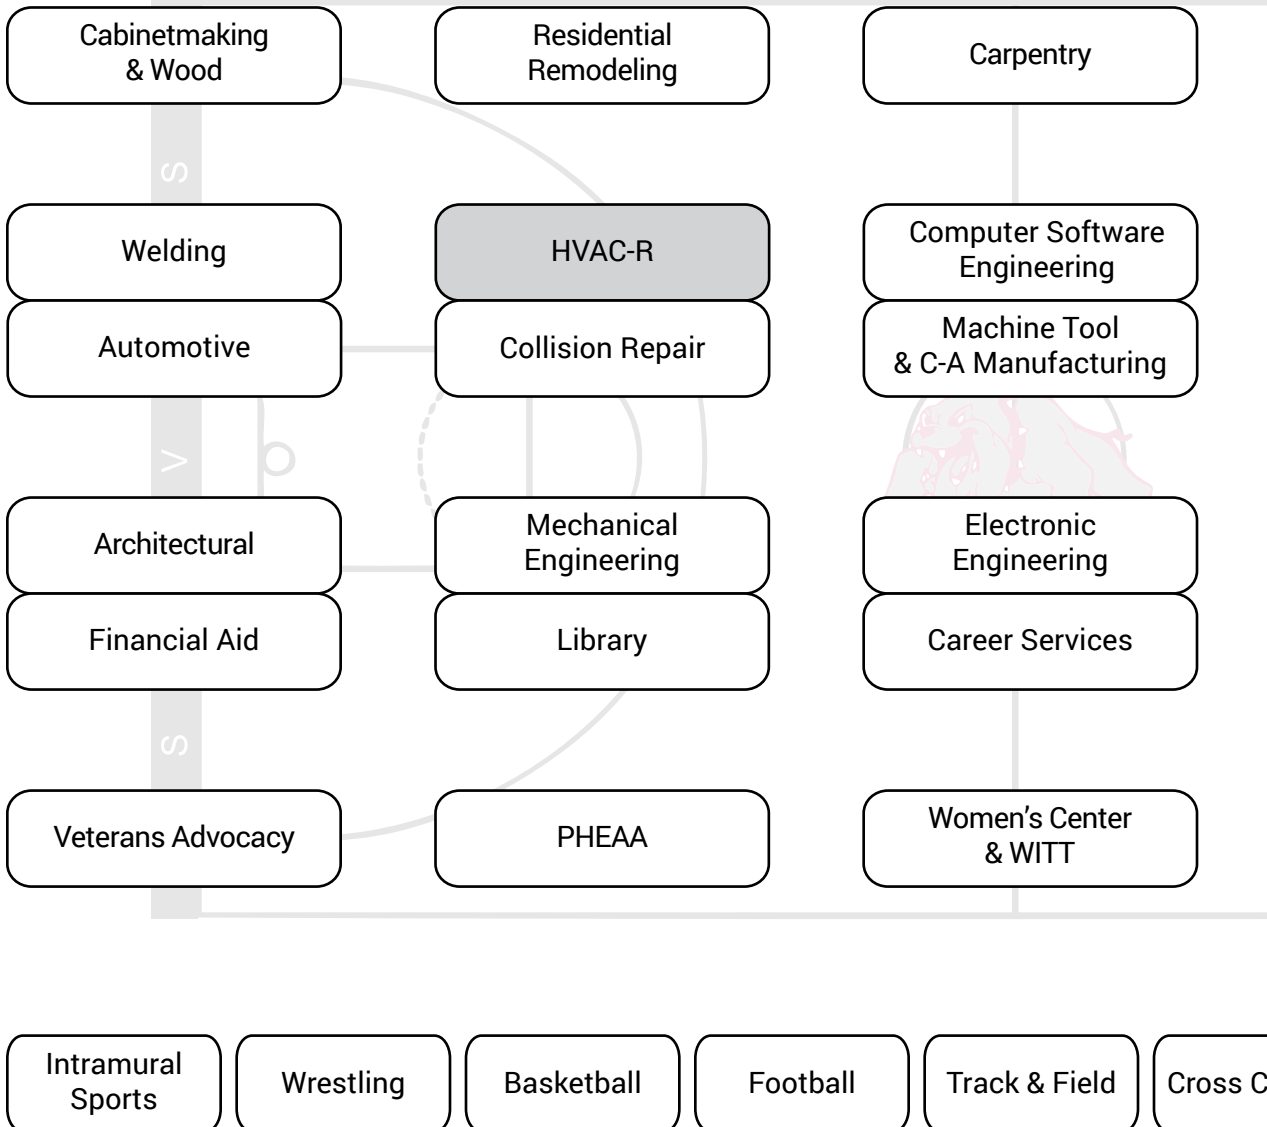 Cabinetmaking
& Wood
Residential
Remodeling
Carpentry
S
Welding
HVAC-R
Computer Software
Engineering
Automotive
Collision Repair
Machine Tool
& C-A Manufacturing
V
Architectural
Mechanical
Engineering
Electronic
Engineering
Financial Aid
Library
Career Services
S
Veterans Advocacy
PHEAA
Women's Center
& WITT
Intramural
Sports
Wrestling
Basketball
Football
Track & Field
Cross C